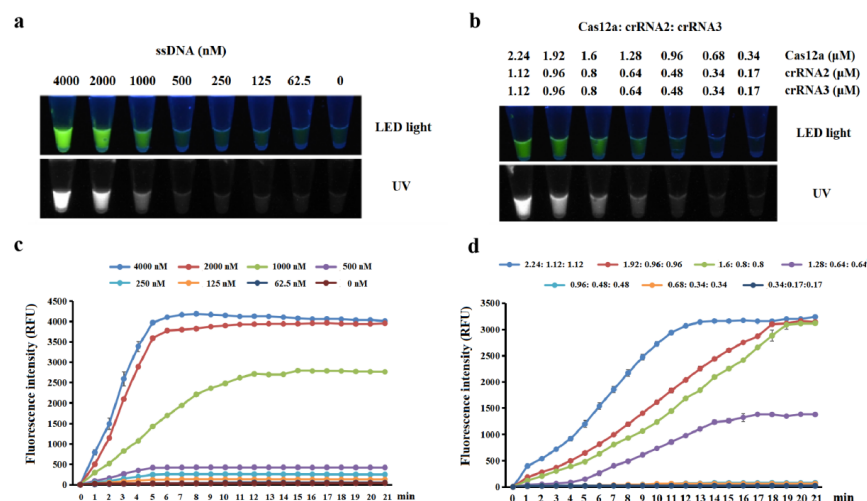 a
ssDNA (nM)
4000 2000 1000 500 250 125 62.5 0
LED light
UV
b
Cas12a: crRNA2: crRNA3
2.24 1.92 1.6 1.28 0.96 0.68 0.34 Cas12a (μM)
1.12 0.96 0.8 0.64 0.48 0.34 0.17 crRNA2 (μM)
1.12 0.96 0.8 0.64 0.48 0.34 0.17 crRNA3 (μM)
LED light
UV
c
4000 nM 2000 nM 1000 nM 500 nM
250 nM 125 nM 62.5 nM 0 nM
Fluorescence intensity (RFU)
4500
4000
3500
3000
2500
2000
1500
1000
500
0
0 1 2 3 4 5 6 7 8 9 10 11 12 13 14 15 16 17 18 19 20 21 min
d
2.24: 1.12: 1.12 1.92: 0.96: 0.96 1.6: 0.8: 0.8 1.28: 0.64: 0.64
0.96: 0.48: 0.48 0.68: 0.34: 0.34 0.34:0.17:0.17
Fluorescence intensity (RFU)
3500
3000
2500
2000
1500
1000
500
0
0 1 2 3 4 5 6 7 8 9 10 11 12 13 14 15 16 17 18 19 20 21 min